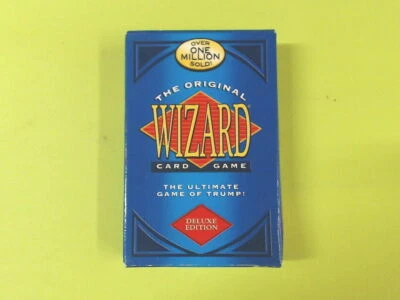 OVER
ONE
MILLION
SOLD!
THE ORIGINAL
WIZARD®
CARD GAME
THE ULTIMATE
GAME OF TRUMP!
DELUXE
EDITION